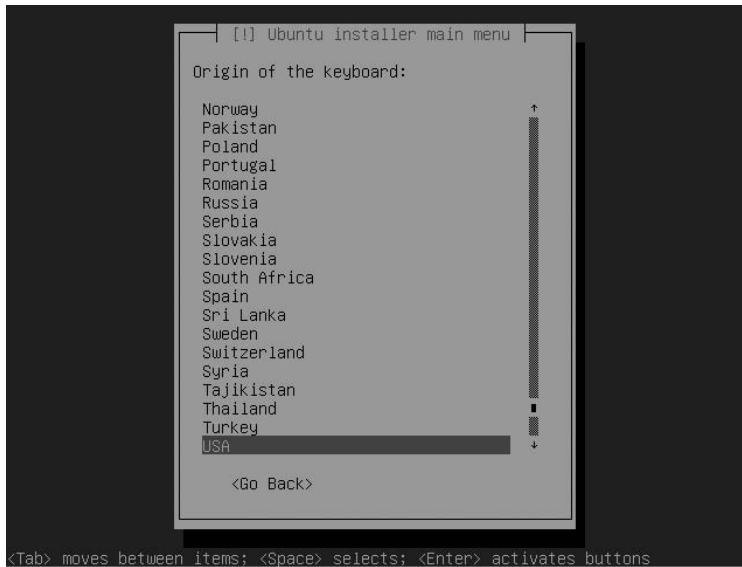 [!] Ubuntu installer main menu
Origin of the keyboard:
Norway
Pakistan
Poland
Portugal
Romania
Russia
Serbia
Slovakia
Slovenia
South Africa
Spain
Sri Lanka
Sweden
Switzerland
Syria
Tajikistan
Thailand
Turkey
USA
<Go Back>
<Tab> moves between items; <Space> selects; <Enter> activates buttons